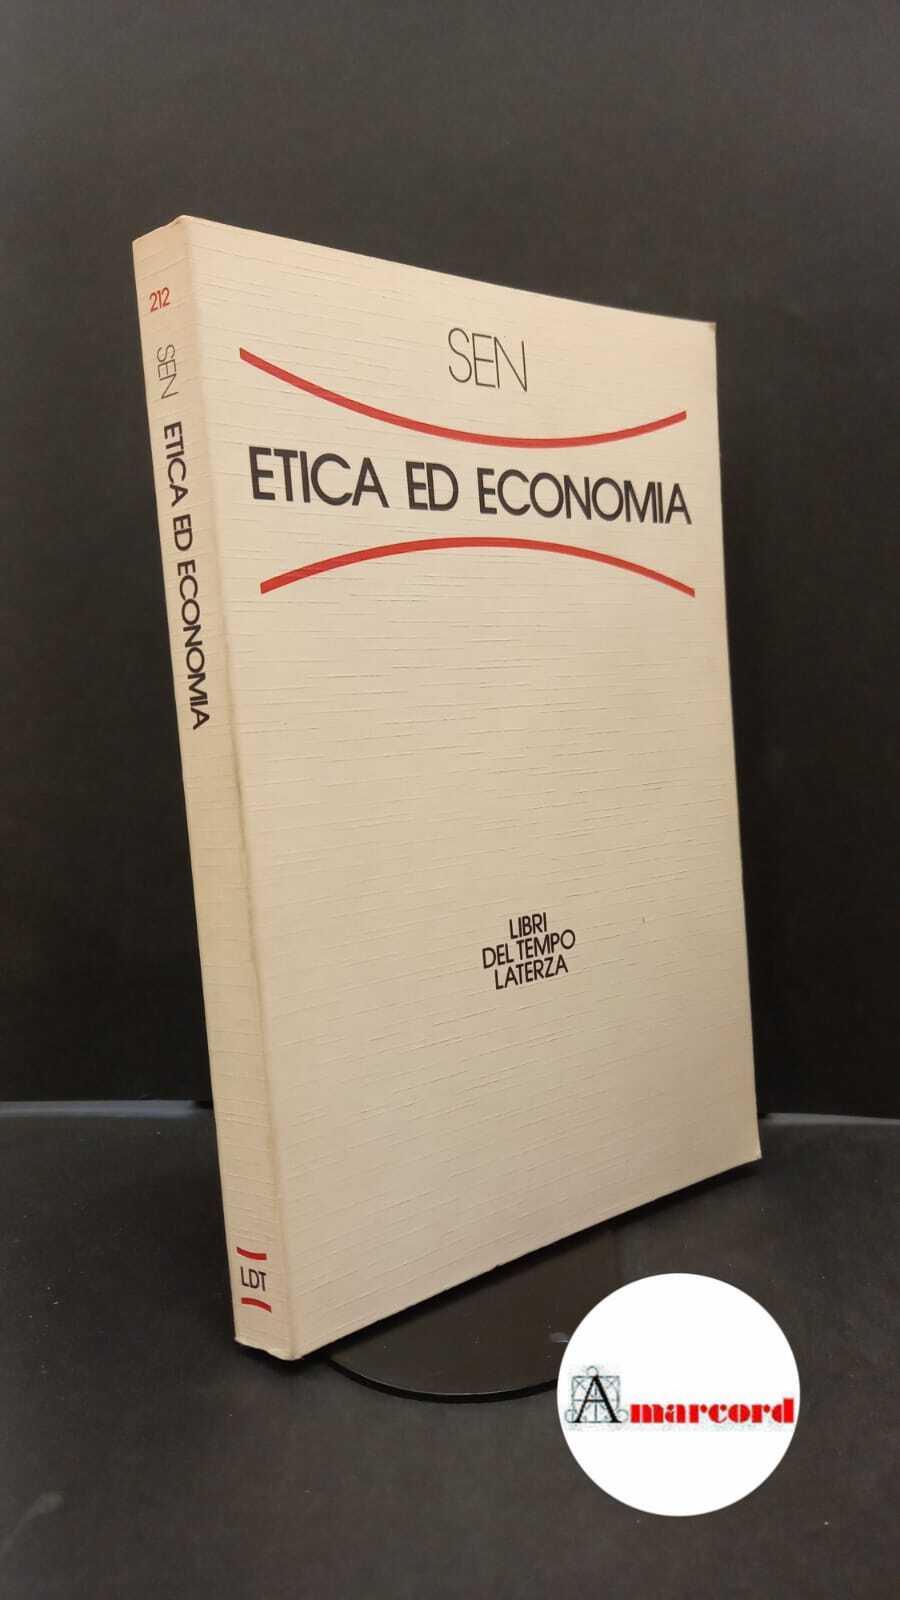 212
SEN
ETICA ED ECONOMIA
LDT
SEN
ETICA ED ECONOMIA
LIBRI
DEL TEMPO
LATERZA
Amarcord